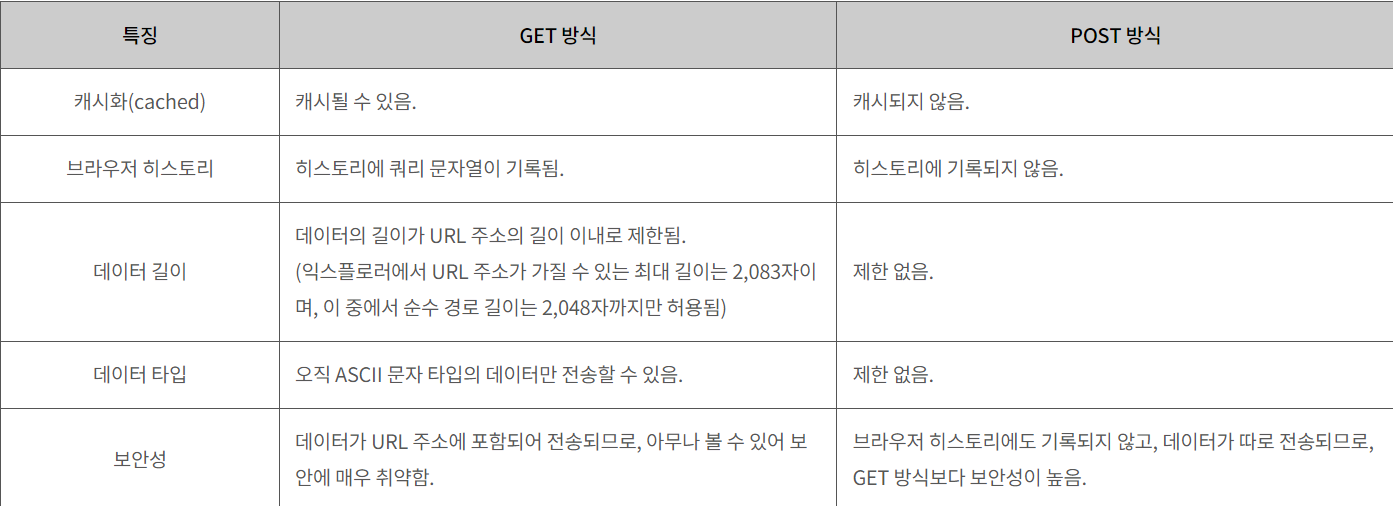 특징 GET 방식 POST 방식
캐시화(cached) 캐시될 수 있음. 캐시되지 않음.
브라우저 히스토리 히스토리에 쿼리 문자열이 기록됨. 히스토리에 기록되지 않음.
데이터 길이
데이터의 길이가 URL 주소의 길이 이내로 제한됨.
(익스플로러에서 URL 주소가 가질 수 있는 최대 길이는 2,083자이
며, 이 중에서 순수 경로 길이는 2,048자까지만 허용됨)
제한 없음.
데이터 타입 오직 ASCII 문자 타입의 데이터만 전송할 수 있음. 제한 없음.
보안성
데이터가 URL 주소에 포함되어 전송되므로, 아무나 볼 수 있어 보
안에 매우 취약함.
브라우저 히스토리에도 기록되지 않고, 데이터가 따로 전송되므로,
GET 방식보다 보안성이 높음.